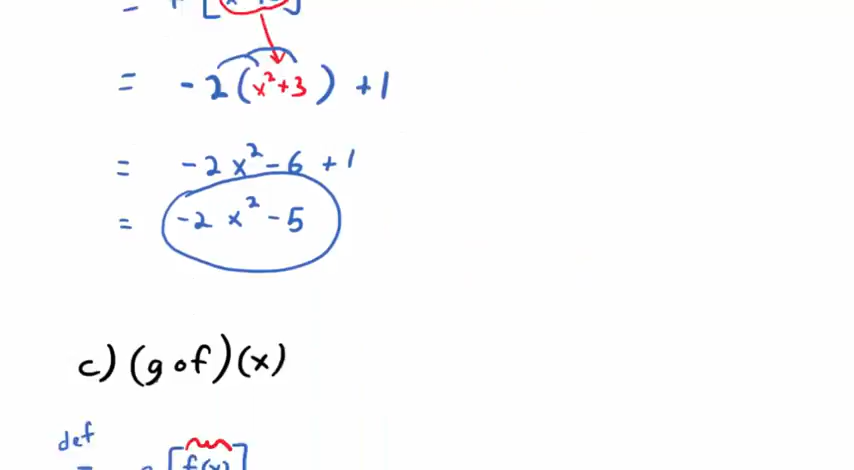 = -2(x²+3) + 1
= -2x² - 6 + 1
= -2x² - 5
c) (g o f)(x)
def
[f(x)]